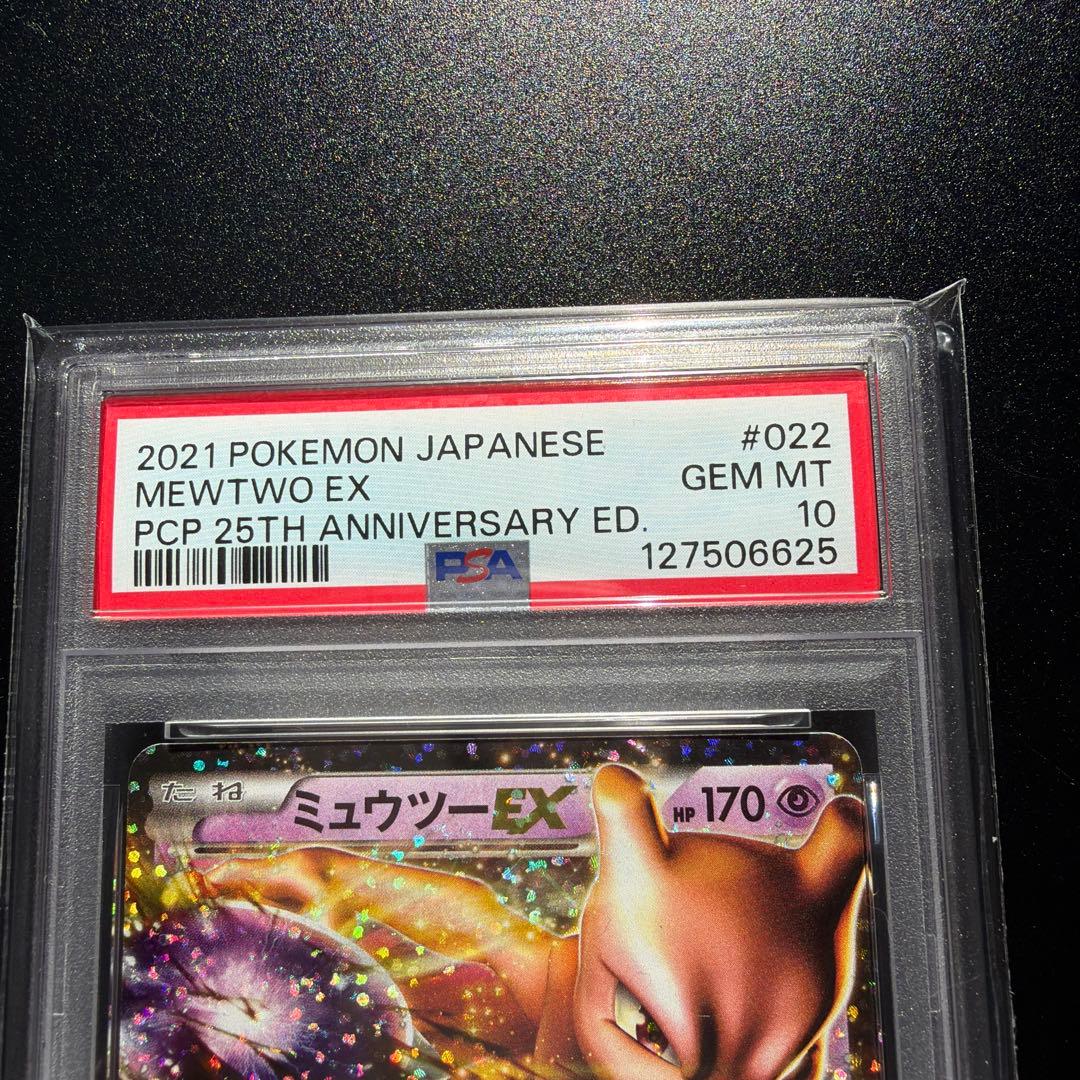 2021 POKEMON JAPANESE #022
MEWTWO EX GEM MT
PCP 25TH ANNIVERSARY ED. 10
PSA 127506625
たね ミュウツーEX HP 170